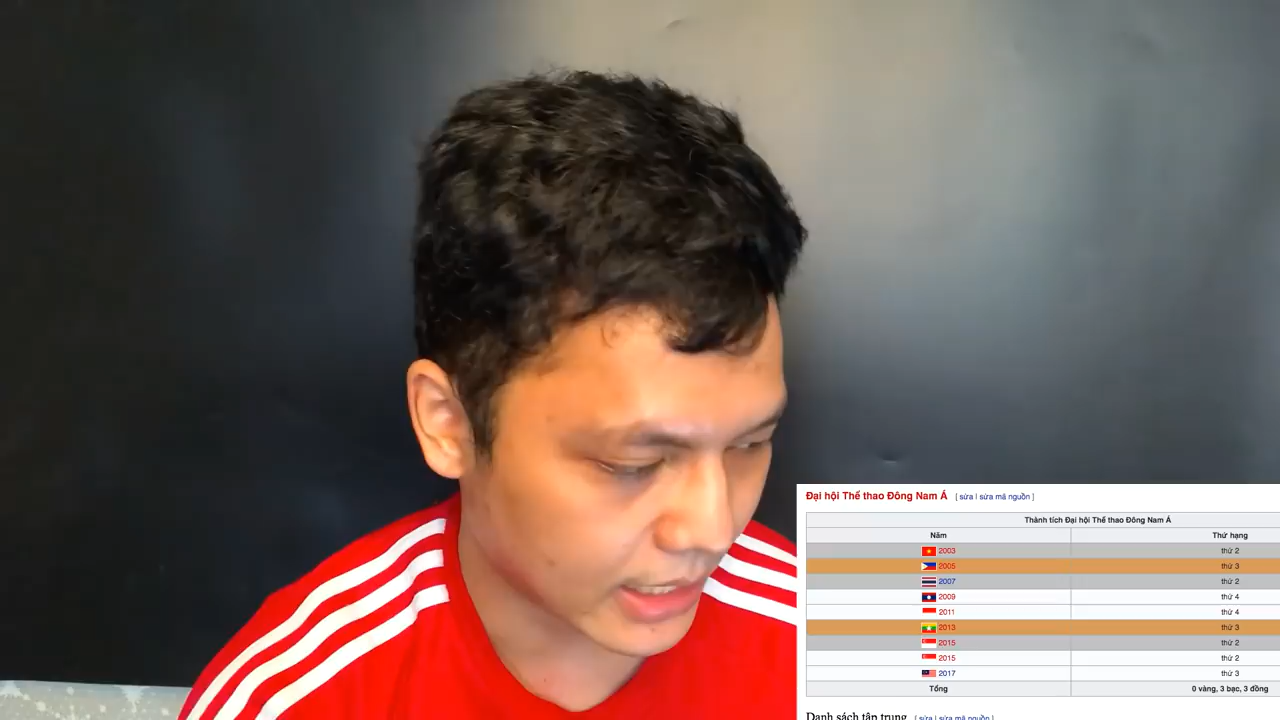 Đại hội Thể thao Đông Nam Á [ sửa | sửa mã nguồn ]
Thành tích Đại hội Thể thao Đông Nam Á
Năm Thứ hạng
2003 thứ 2
2005 thứ 3
2007 thứ 2
2009 thứ 4
2011 thứ 4
2013 thứ 3
2015 thứ 2
2015 thứ 2
2017 thứ 3
Tổng 0 vàng, 3 bạc, 3 đồng
Danh sách tập trung [ sửa | sửa mã nguồn ]